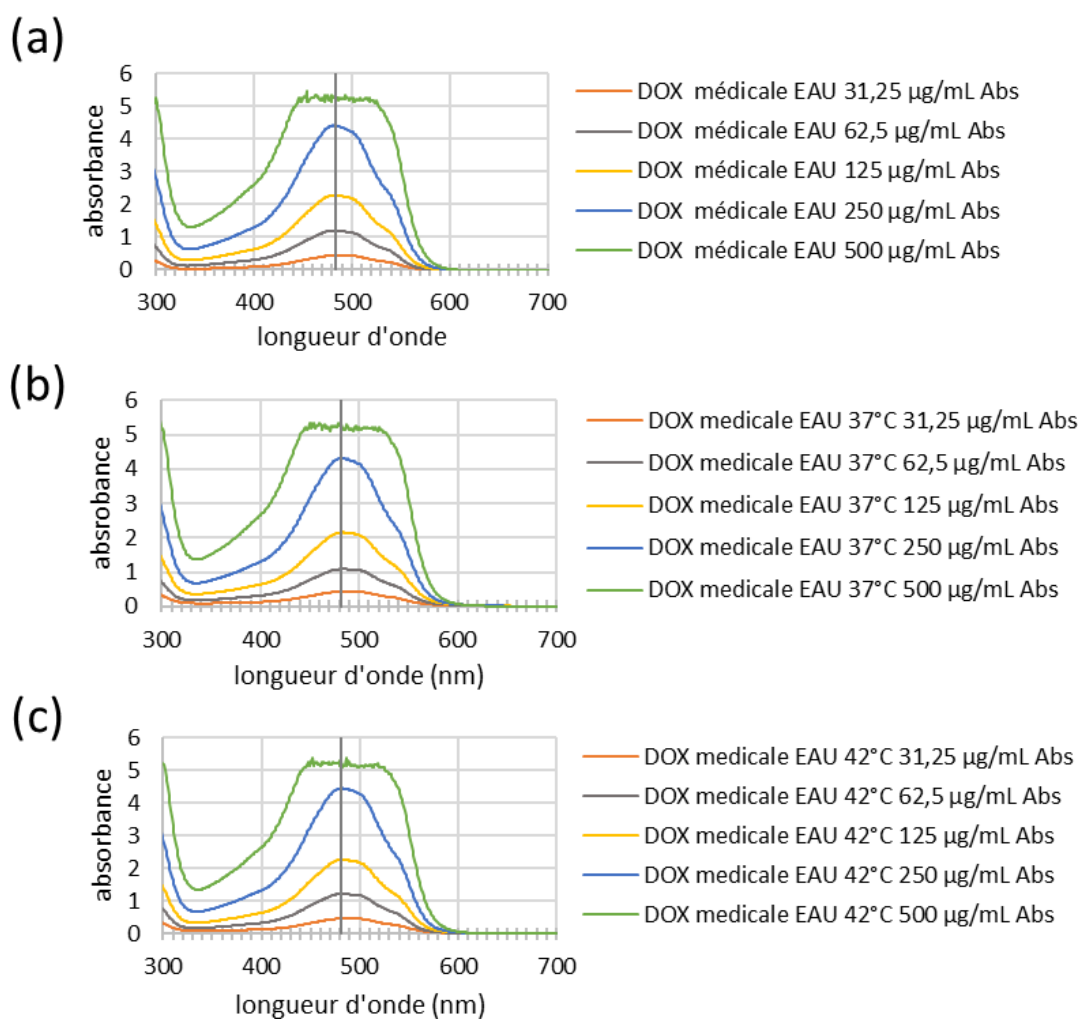 (a)
6
5
4
3
2
1
0
absorbance
300 400 500 600 700
longueur d'onde
DOX médicale EAU 31,25 µg/mL Abs
DOX médicale EAU 62,5 µg/mL Abs
DOX médicale EAU 125 µg/mL Abs
DOX médicale EAU 250 µg/mL Abs
DOX médicale EAU 500 µg/mL Abs
(b)
6
5
4
3
2
1
0
absrobance
300 400 500 600 700
longueur d'onde (nm)
DOX medicale EAU 37°C 31,25 µg/mL Abs
DOX medicale EAU 37°C 62,5 µg/mL Abs
DOX medicale EAU 37°C 125 µg/mL Abs
DOX medicale EAU 37°C 250 µg/mL Abs
DOX medicale EAU 37°C 500 µg/mL Abs
(c)
6
5
4
3
2
1
0
absorbance
300 400 500 600 700
longueur d'onde (nm)
DOX medicale EAU 42°C 31,25 µg/mL Abs
DOX medicale EAU 42°C 62,5 µg/mL Abs
DOX medicale EAU 42°C 125 µg/mL Abs
DOX medicale EAU 42°C 250 µg/mL Abs
DOX medicale EAU 42°C 500 µg/mL Abs